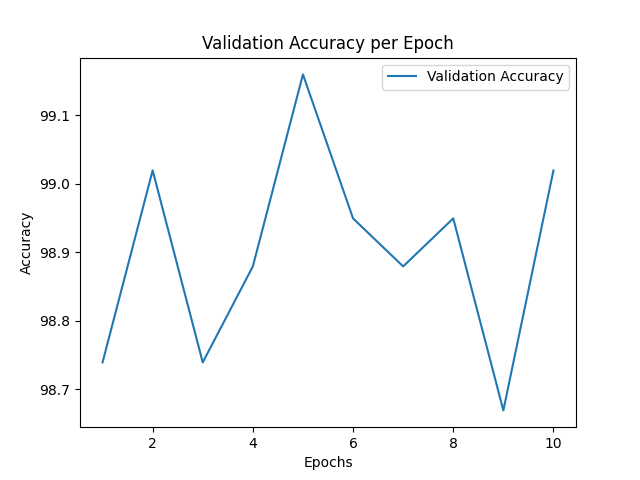 Validation Accuracy per Epoch
Validation Accuracy
99.1
99.0
98.9
98.8
98.7
Accuracy
2 4 6 8 10
Epochs